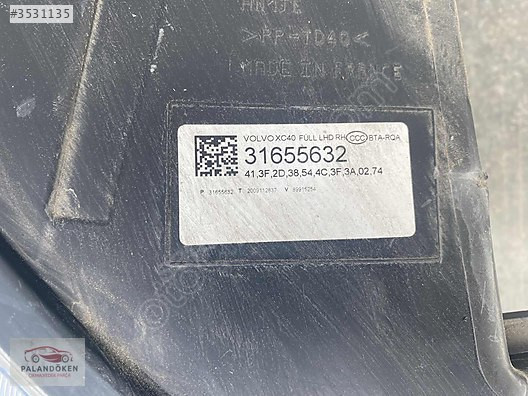 #3531135
>PP-TD40<
MADE IN FRANCE
VOLVO XC40 FULL LHD RH CCC BTA-RQA
31655632
41,3F,2D,38,54,4C,3F,3A,02,74
P 31655632 T V
PALANDÖKEN